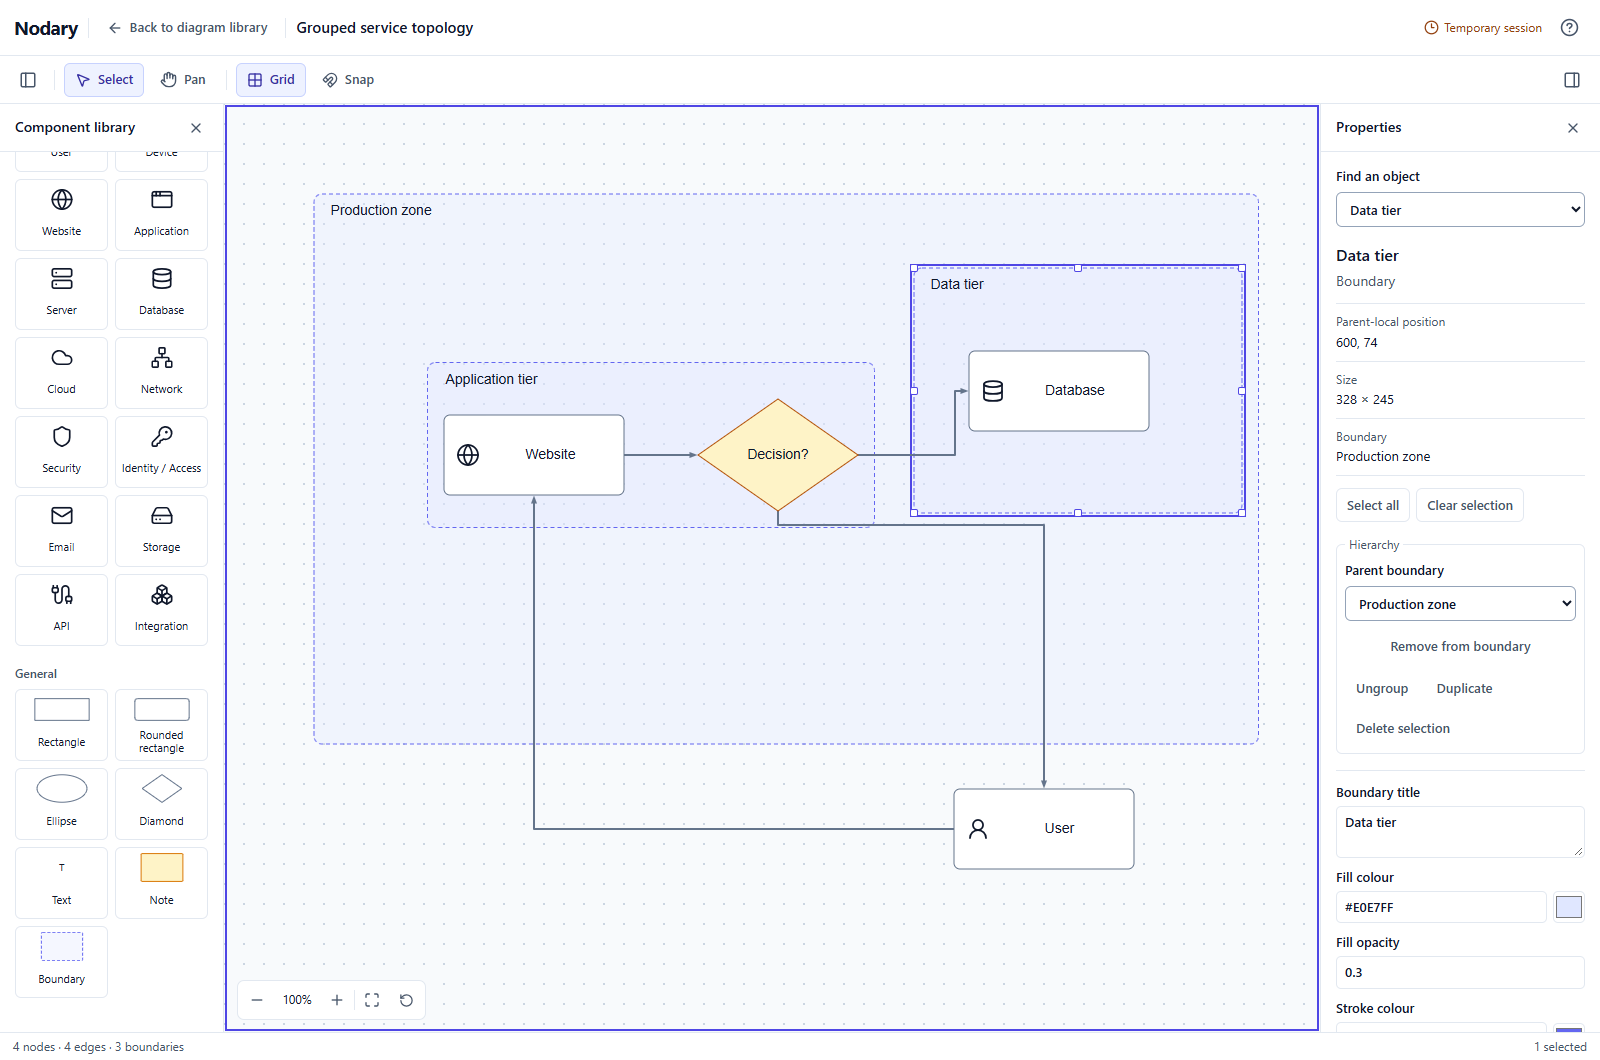 Nodary
Back to diagram library
Grouped service topology
Temporary session
Select
Pan
Grid
Snap
Component library
User
Device
Website
Application
Server
Database
Cloud
Network
Security
Identity / Access
Email
Storage
API
Integration
General
Rectangle
Rounded
rectangle
Ellipse
Diamond
T
Text
Note
Boundary
Production zone
Data tier
Database
Application tier
Website
Decision?
User
100%
Properties
Find an object
Data tier
Data tier
Boundary
Parent-local position
600, 74
Size
328 × 245
Boundary
Production zone
Select all
Clear selection
Hierarchy
Parent boundary
Production zone
Remove from boundary
Ungroup
Duplicate
Delete selection
Boundary title
Data tier
Fill colour
#E0E7FF
Fill opacity
0.3
Stroke colour
4 nodes · 4 edges · 3 boundaries
1 selected